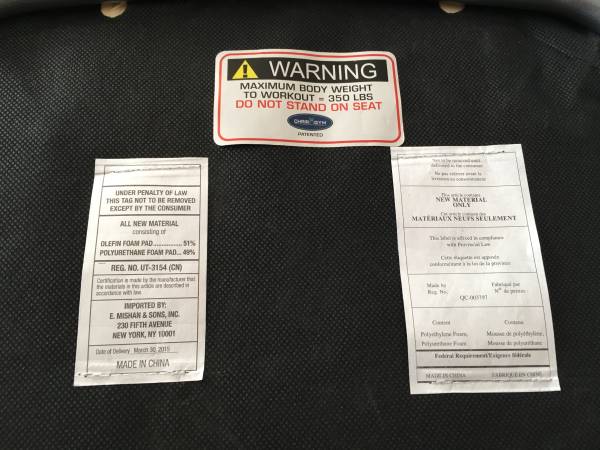 WARNING
MAXIMUM BODY WEIGHT
TO WORKOUT = 350 LBS
DO NOT STAND ON SEAT
CHAIR GYM
PATENTED
UNDER PENALTY OF LAW
THIS TAG NOT TO BE REMOVED
EXCEPT BY THE CONSUMER
ALL NEW MATERIAL
consisting of
OLEFIN FOAM PAD................ 51%
POLYURETHANE FOAM PAD... 49%
REG. NO. UT-3154 (CN)
Certification is made by the manufacturer that
the materials in this article are described in
accordance with law.
IMPORTED BY:
E. MISHAN & SONS, INC.
230 FIFTH AVENUE
NEW YORK, NY 10001
Date of Delivery March 30, 2015
MADE IN CHINA
Not to be removed until
delivered to the consumer
Ne pas enlever avant la
livraison au consommateur
This article contains
NEW MATERIAL
ONLY
Cet article contient des
MATÉRIAUX NEUFS SEULEMENT
This label is affixed in compliance
with Provincial Law
Cette étiquette est apposée
conformément à la loi de la province
Made by Fabriqué par
Reg. No. Nº de permis
QC-003797
Content Contenu
Polyethylene Foam, Mousse de polyéthylène,
Polyurethane Foam Mousse de polyuréthane
Federal Requirement/Exigence fédérale
MADE IN CHINA FABRIQUÉ EN CHINE